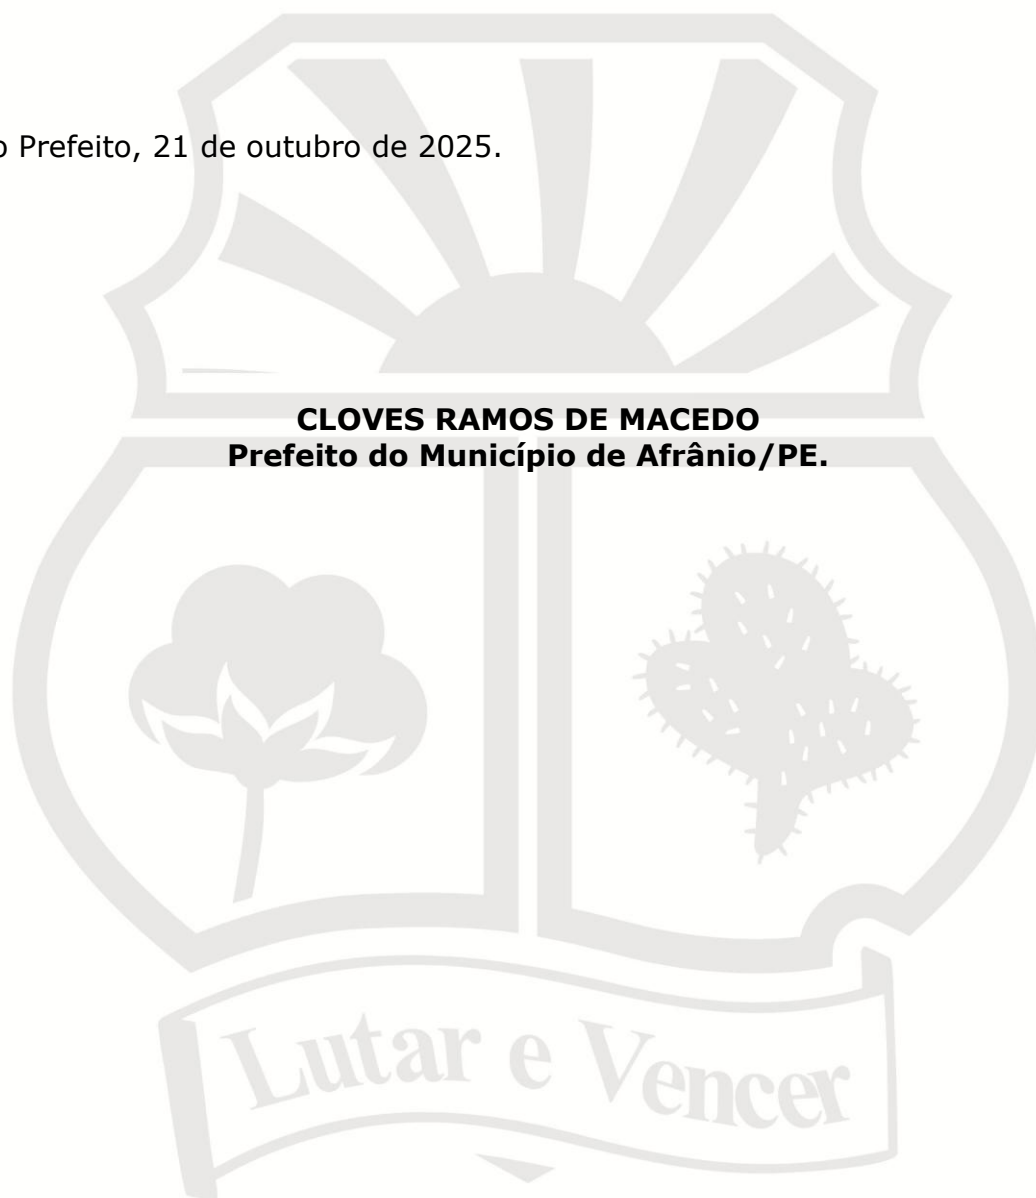 o Prefeito, 21 de outubro de 2025.
CLOVES RAMOS DE MACEDO
Prefeito do Município de Afrânio/PE.
Lutar e Vencer